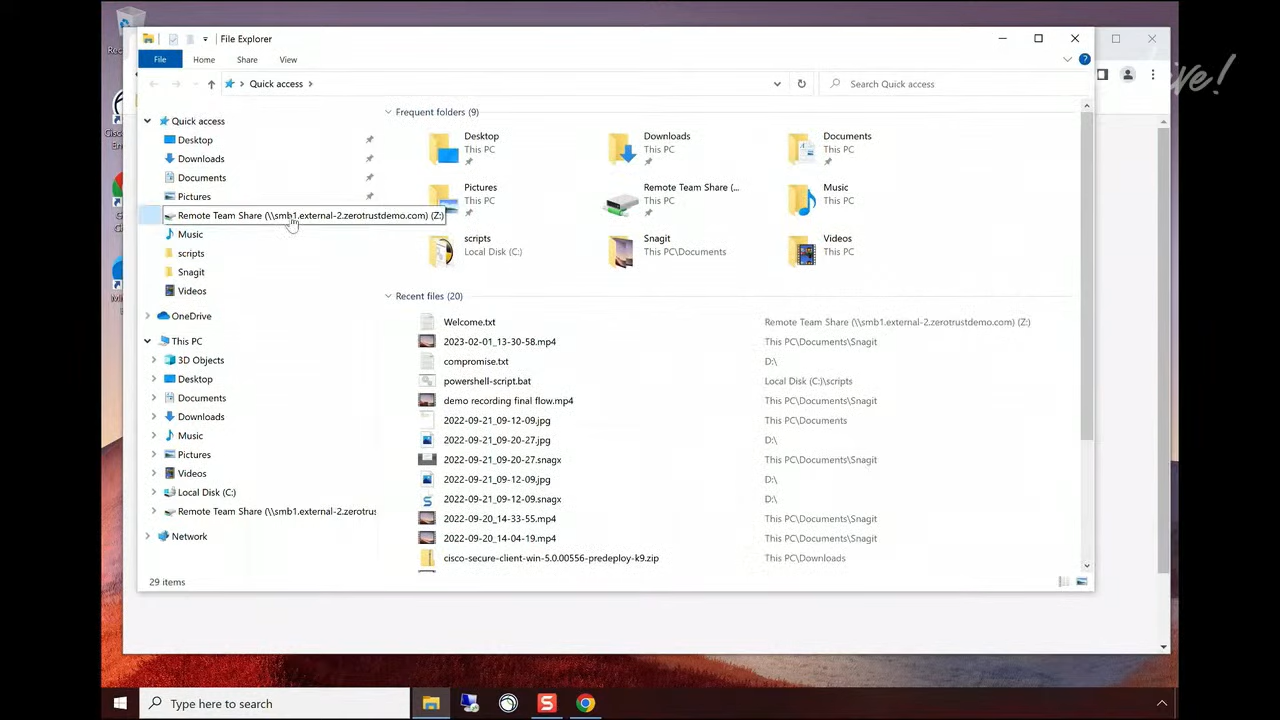 ive!
File Explorer
File
Home
Share
View
Quick access
Search Quick access
Quick access
Desktop
Downloads
Documents
Pictures
Remote Team Share (\\smb1.external-2.zerotrustdemo.com) (Z:)
Music
scripts
Snagit
Videos
OneDrive
This PC
3D Objects
Desktop
Documents
Downloads
Music
Pictures
Videos
Local Disk (C:)
Remote Team Share (\\smb1.external-2.zerotrus
Network
Frequent folders (9)
Desktop
This PC
Downloads
This PC
Documents
This PC
Pictures
This PC
Remote Team Share (...
This PC
Music
This PC
scripts
Local Disk (C:)
Snagit
This PC\Documents
Videos
This PC
Recent files (20)
Welcome.txt Remote Team Share (\\smb1.external-2.zerotrustdemo.com) (Z:)
2023-02-01_13-30-58.mp4 This PC\Documents\Snagit
compromise.txt D:\
powershell-script.bat Local Disk (C:)\scripts
demo recording final flow.mp4 This PC\Documents\Snagit
2022-09-21_09-12-09.jpg This PC\Documents
2022-09-21_09-20-27.jpg D:\
2022-09-21_09-20-27.snagx This PC\Documents\Snagit
2022-09-21_09-12-09.jpg D:\
2022-09-21_09-12-09.snagx D:\
2022-09-20_14-33-55.mp4 This PC\Documents\Snagit
2022-09-20_14-04-19.mp4 This PC\Documents\Snagit
cisco-secure-client-win-5.0.00556-predeploy-k9.zip This PC\Downloads
29 items
Type here to search